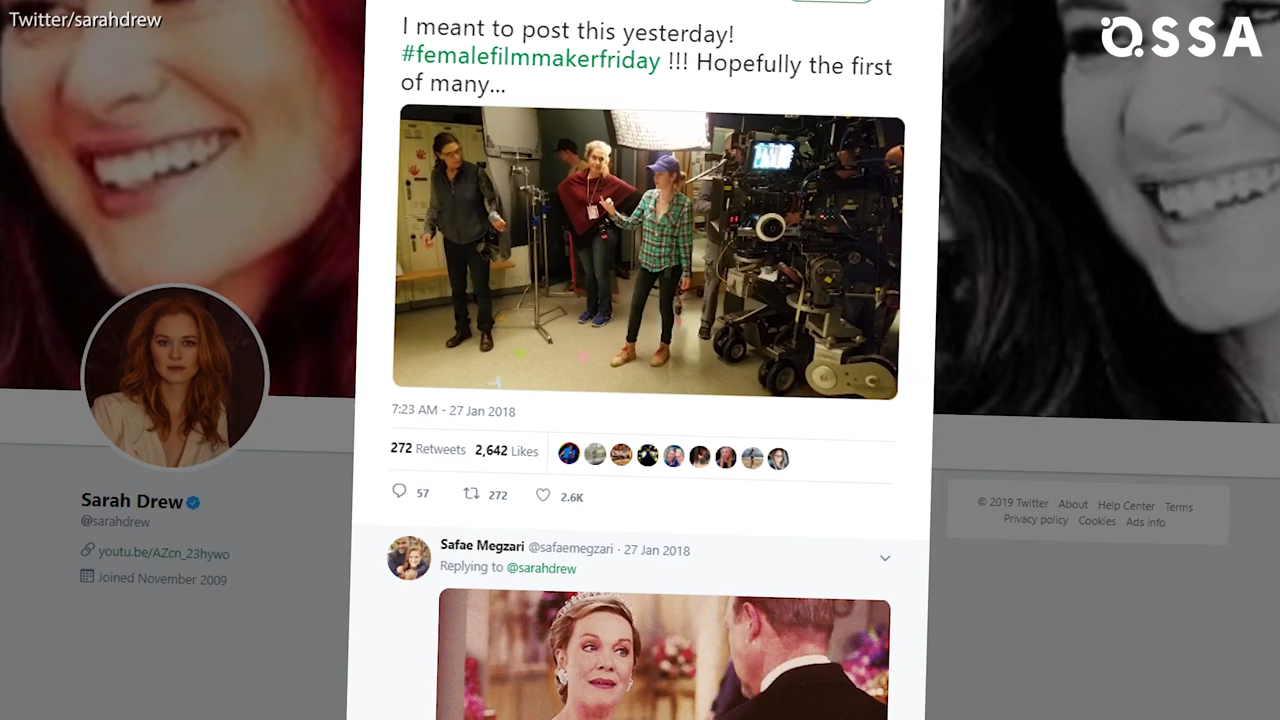 Twitter/sarahdrew
OSSA
I meant to post this yesterday!
#femalefilmmakerfriday !!! Hopefully the first
of many...
7:23 AM - 27 Jan 2018
272 Retweets 2,642 Likes
57 272 2.6K
Sarah Drew
@sarahdrew
youtu.be/AZcn_23hywo
Joined November 2009
© 2019 Twitter About Help Center Terms
Privacy policy Cookies Ads info
Safae Megzari @safaemegzari · 27 Jan 2018
Replying to @sarahdrew